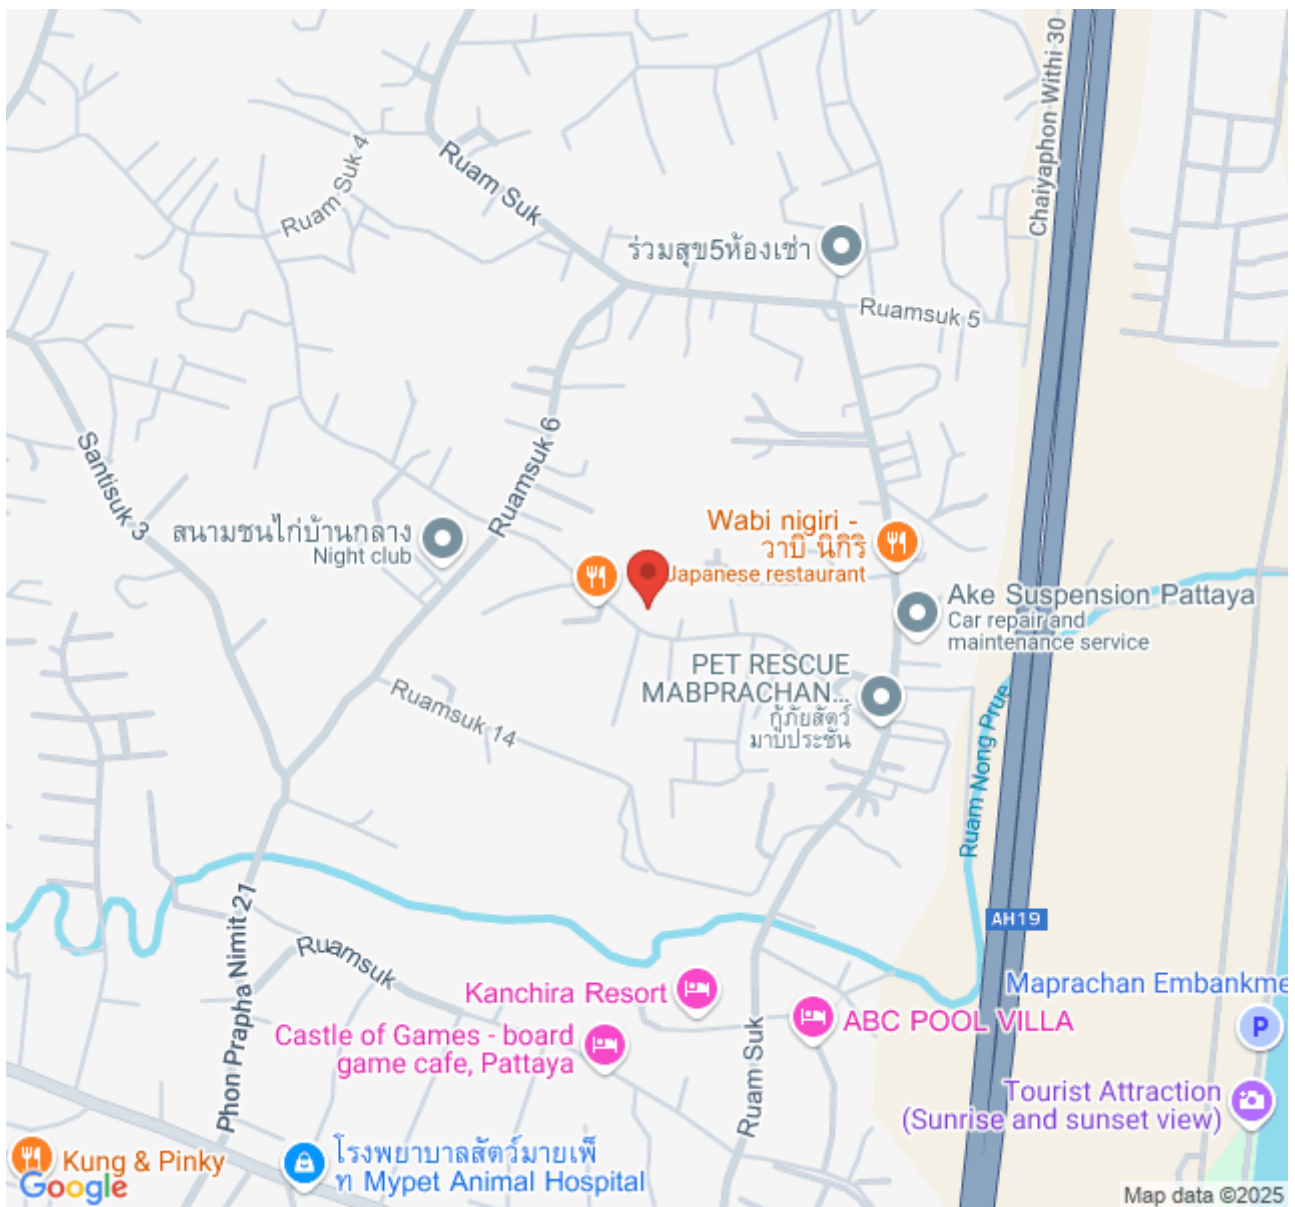 Chaiyaphon Withi 30
Ruam Suk 4
Ruam Suk
ร่วมสุข5ห้องเช่า
Ruamsuk 5
Santisuk 3
Ruamsuk 6
สนามชนไก่บ้านกลาง
Night club
Wabi nigiri -
วาบิ นิกิริ
Japanese restaurant
Ake Suspension Pattaya
Car repair and
maintenance service
PET RESCUE
MABPRACHAN...
กู้ภัยสัตว์
มาบประชัน
Ruamsuk 14
Ruam Nong Prue
AH19
Phon Prapha Nimit 21
Ruamsuk
Kanchira Resort
Maprachan Embankme
P
ABC POOL VILLA
Castle of Games - board
game cafe, Pattaya
Ruam Suk
Tourist Attraction
(Sunrise and sunset view)
Kung & Pinky
โรงพยาบาลสัตว์มายเพ็
ท Mypet Animal Hospital
Google
Map data ©2025